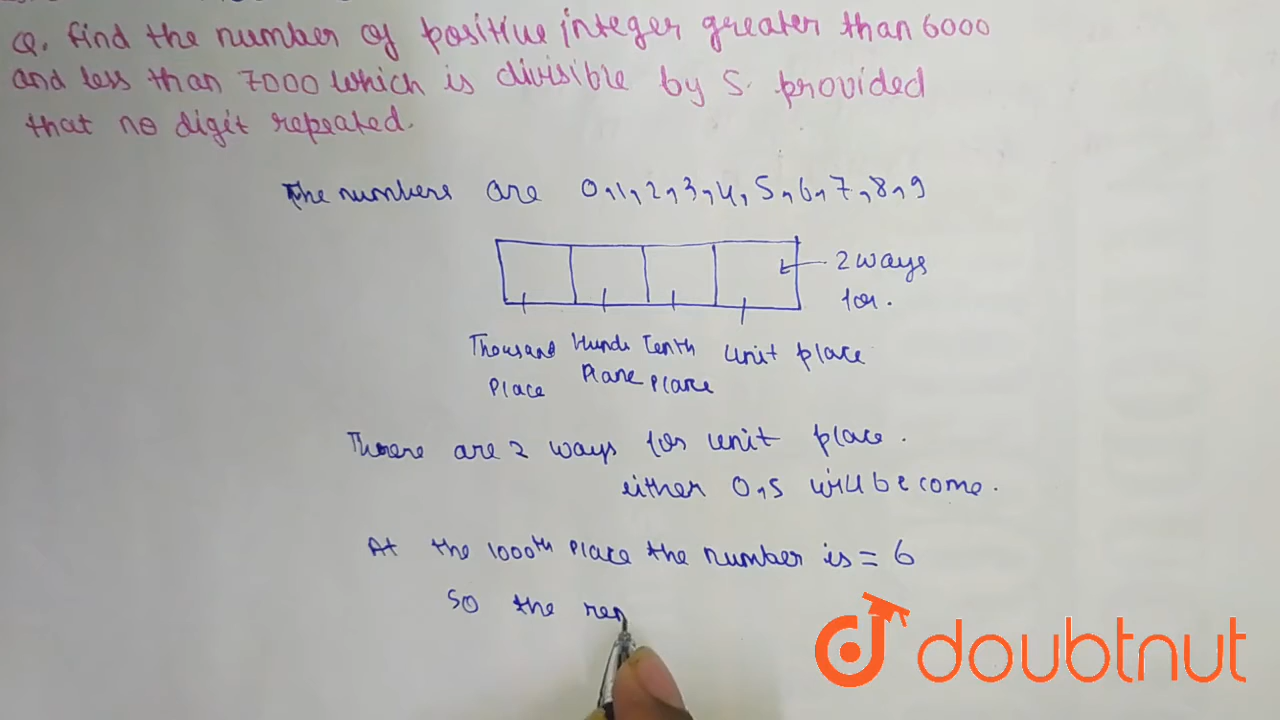 Q. find the number of positive integer greater than 6000
and less than 7000 which is divisible by 5. provided
that no digit repeated.
The numbers are 0,1,2,3,4,5,6,7,8,9
2 ways
for.
Thousand Hund. Tenth unit place
Place Plane Place
There are 2 ways for unit place.
either 0,5 will become.
At the 1000th place the number is = 6
So the rem
doubtnut